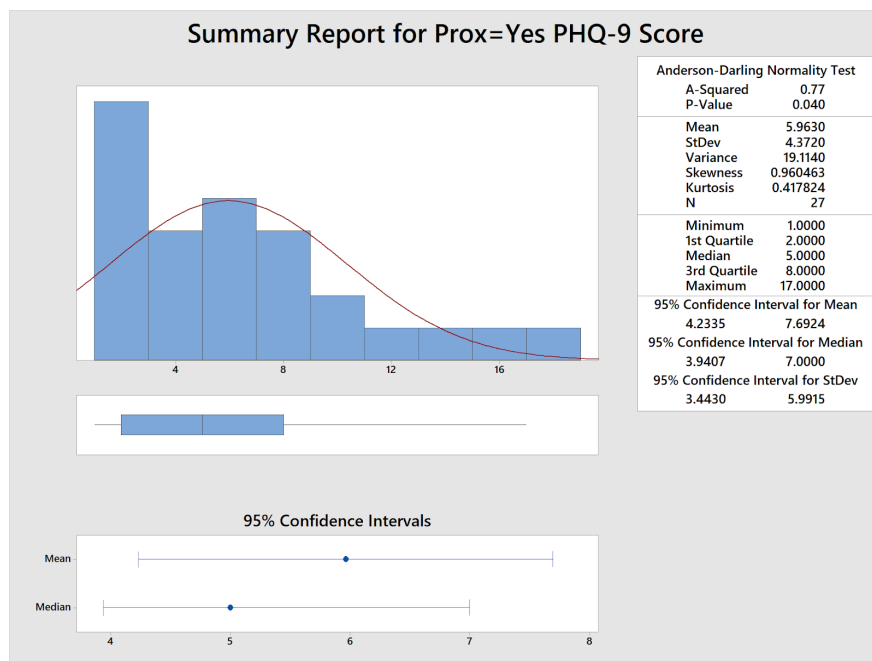 Summary Report for Prox=Yes PHQ-9 Score
4 8 12 16
95% Confidence Intervals
Mean
Median
4 5 6 7 8
Anderson-Darling Normality Test
A-Squared 0.77
P-Value 0.040
Mean 5.9630
StDev 4.3720
Variance 19.1140
Skewness 0.960463
Kurtosis 0.417824
N 27
Minimum 1.0000
1st Quartile 2.0000
Median 5.0000
3rd Quartile 8.0000
Maximum 17.0000
95% Confidence Interval for Mean
4.2335 7.6924
95% Confidence Interval for Median
3.9407 7.0000
95% Confidence Interval for StDev
3.4430 5.9915